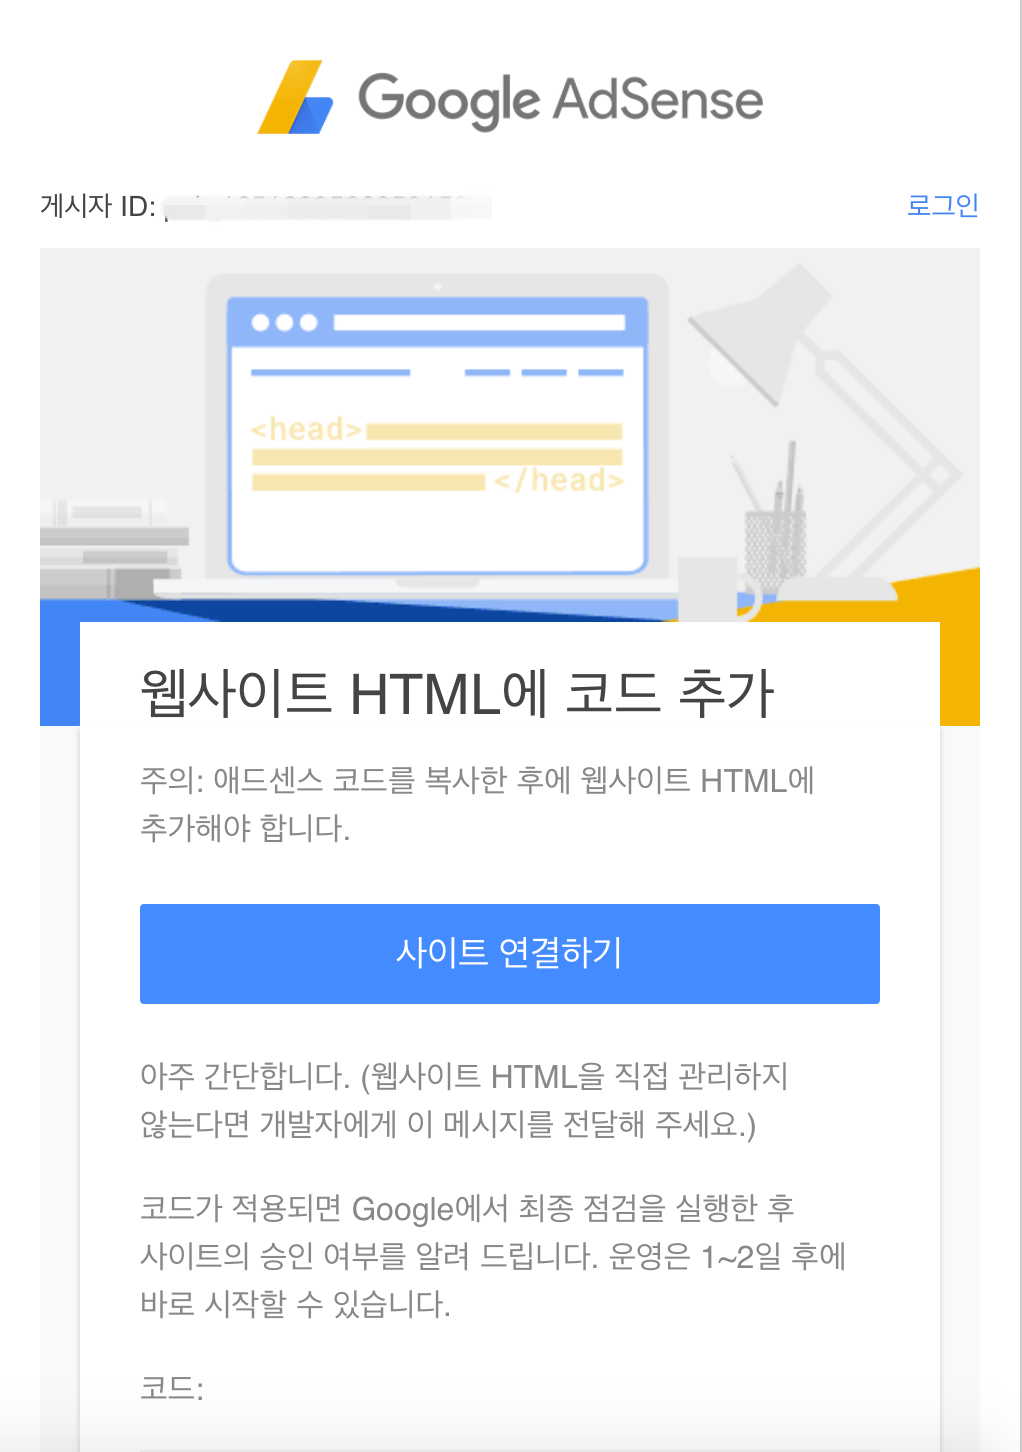 Google AdSense
게시자 ID:
로그인
<head>
</head>
웹사이트 HTML에 코드 추가
주의: 애드센스 코드를 복사한 후에 웹사이트 HTML에
추가해야 합니다.
사이트 연결하기
아주 간단합니다. (웹사이트 HTML을 직접 관리하지
않는다면 개발자에게 이 메시지를 전달해 주세요.)
코드가 적용되면 Google에서 최종 점검을 실행한 후
사이트의 승인 여부를 알려 드립니다. 운영은 1~2일 후에
바로 시작할 수 있습니다.
코드: